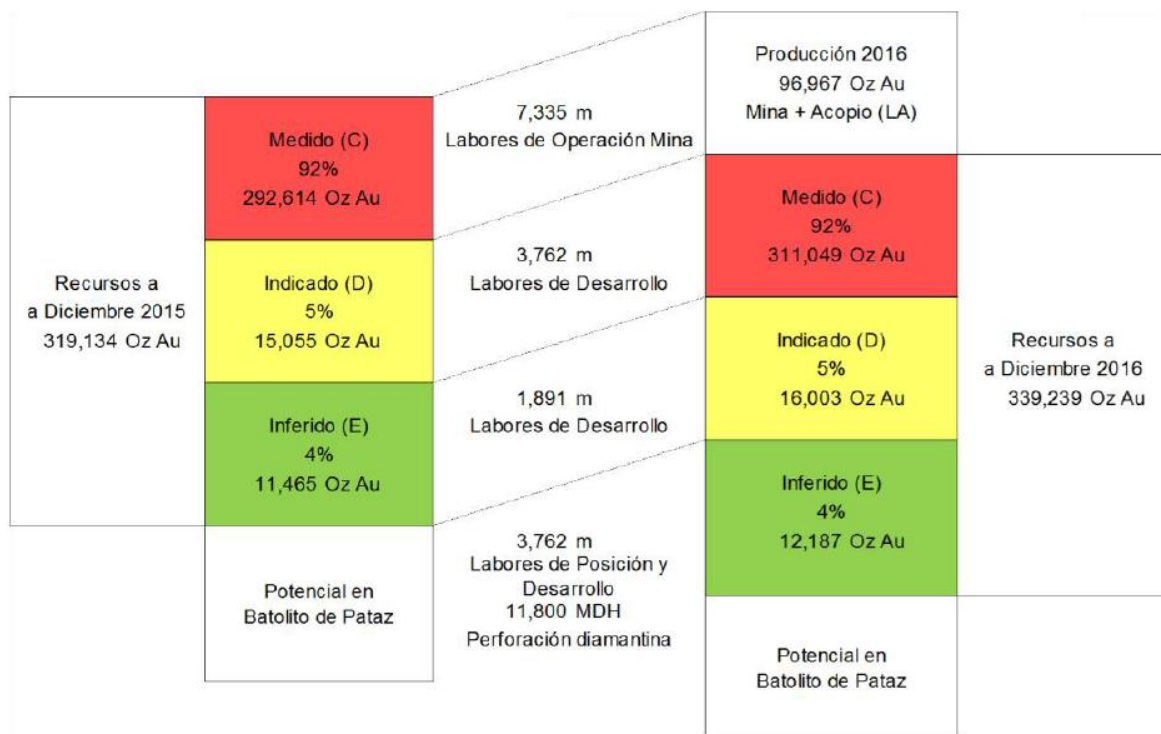 Recursos a
a Diciembre 2015
319,134 Oz Au
Medido (C)
92%
292,614 Oz Au
Indicado (D)
5%
15,055 Oz Au
Inferido (E)
4%
11,465 Oz Au
Potencial en
Batolito de Pataz
7,335 m
Labores de Operación Mina
3,762 m
Labores de Desarrollo
1,891 m
Labores de Desarrollo
3,762 m
Labores de Posición y
Desarrollo
11,800 MDH
Perforación diamantina
Producción 2016
96,967 Oz Au
Mina + Acopio (LA)
Medido (C)
92%
311,049 Oz Au
Indicado (D)
5%
16,003 Oz Au
Inferido (E)
4%
12,187 Oz Au
Potencial en
Batolito de Pataz
Recursos a
a Diciembre 2016
339,239 Oz Au